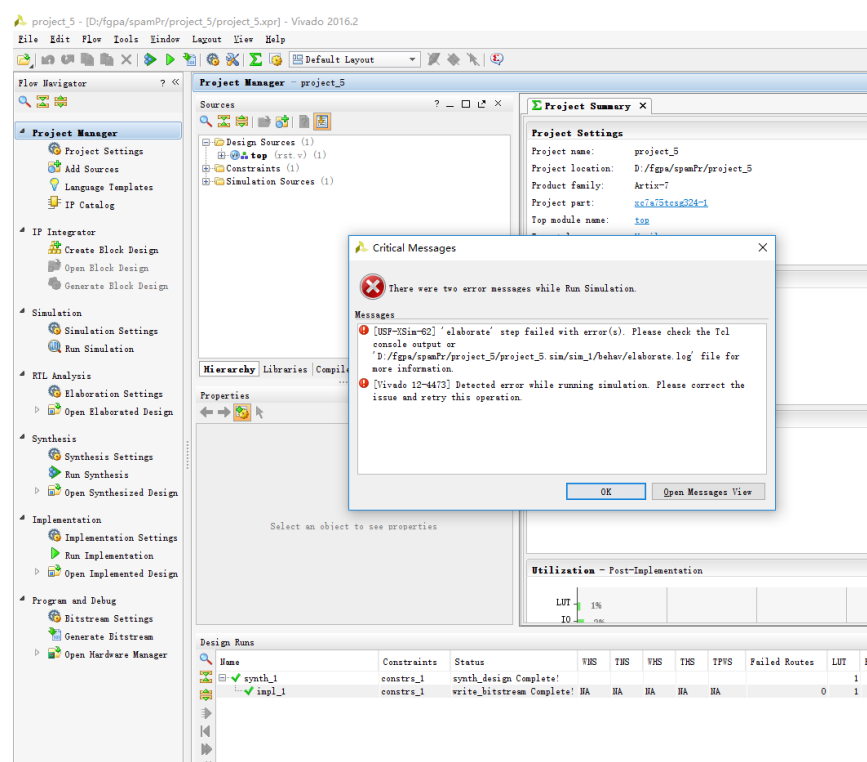 project_5 - [D:/fgpa/spamPr/project_5/project_5.xpr] - Vivado 2016.2
File Edit Flow Tools Window Layout View Help
Default Layout
Flow Navigator
Project Manager
Project Settings
Add Sources
Language Templates
IP Catalog
IP Integrator
Create Block Design
Open Block Design
Generate Block Design
Simulation
Simulation Settings
Run Simulation
RTL Analysis
Elaboration Settings
Open Elaborated Design
Synthesis
Synthesis Settings
Run Synthesis
Open Synthesized Design
Implementation
Implementation Settings
Run Implementation
Open Implemented Design
Program and Debug
Bitstream Settings
Generate Bitstream
Open Hardware Manager
Project Manager - project_5
Sources
Design Sources (1)
top (rst.v) (1)
Constraints (1)
Simulation Sources (1)
Hierarchy Libraries Compile
Properties
Select an object to see properties
Project Summary
Project Settings
Project name: project_5
Project location: D:/fgpa/spamPr/project_5
Product family: Artix-7
Project part: xc7a75tcsg324-1
Top module name: top
Critical Messages
There were two error messages while Run Simulation.
Messages
[USF-XSim-62] 'elaborate' step failed with error(s). Please check the Tcl
console output or
'D:/fgpa/spamPr/project_5/project_5.sim/sim_1/behav/elaborate.log' file for
more information.
[Vivado 12-4473] Detected error while running simulation. Please correct the
issue and retry this operation.
OK
Open Messages View
Utilization - Post-Implementation
LUT 1%
IO
Design Runs
Name Constraints Status WNS TNS WHS THS TPWS Failed Routes LUT
synth_1 constrs_1 synth_design Complete! 1
impl_1 constrs_1 write_bitstream Complete! NA NA NA NA NA 0 1